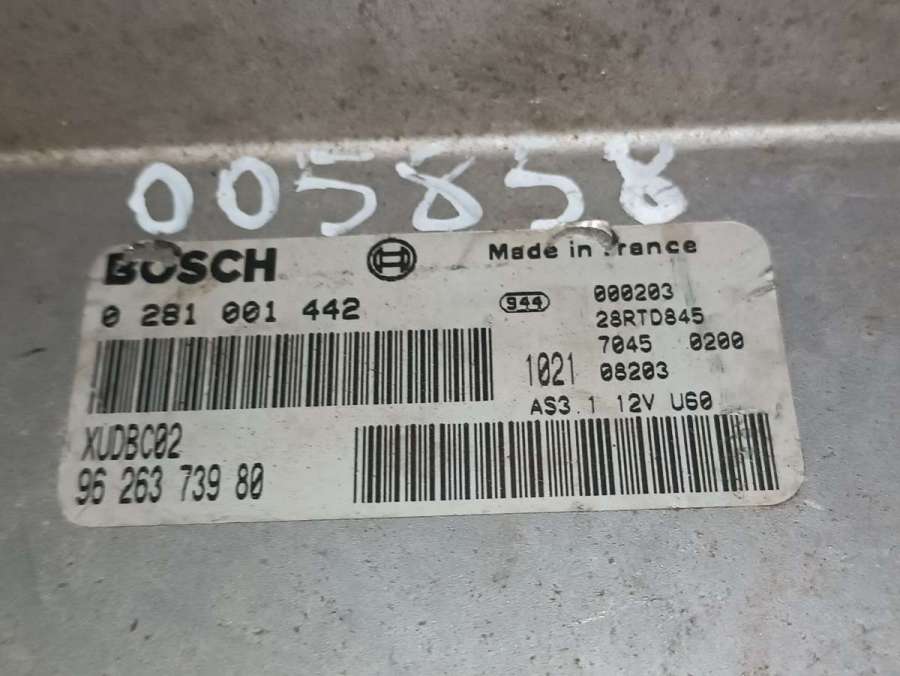 005858
BOSCH
Made in France
0 281 001 442
944
000203
28RTD845
7045 0200
1021 08203
AS3.1 12V U60
XUDBC02
96 263 739 80